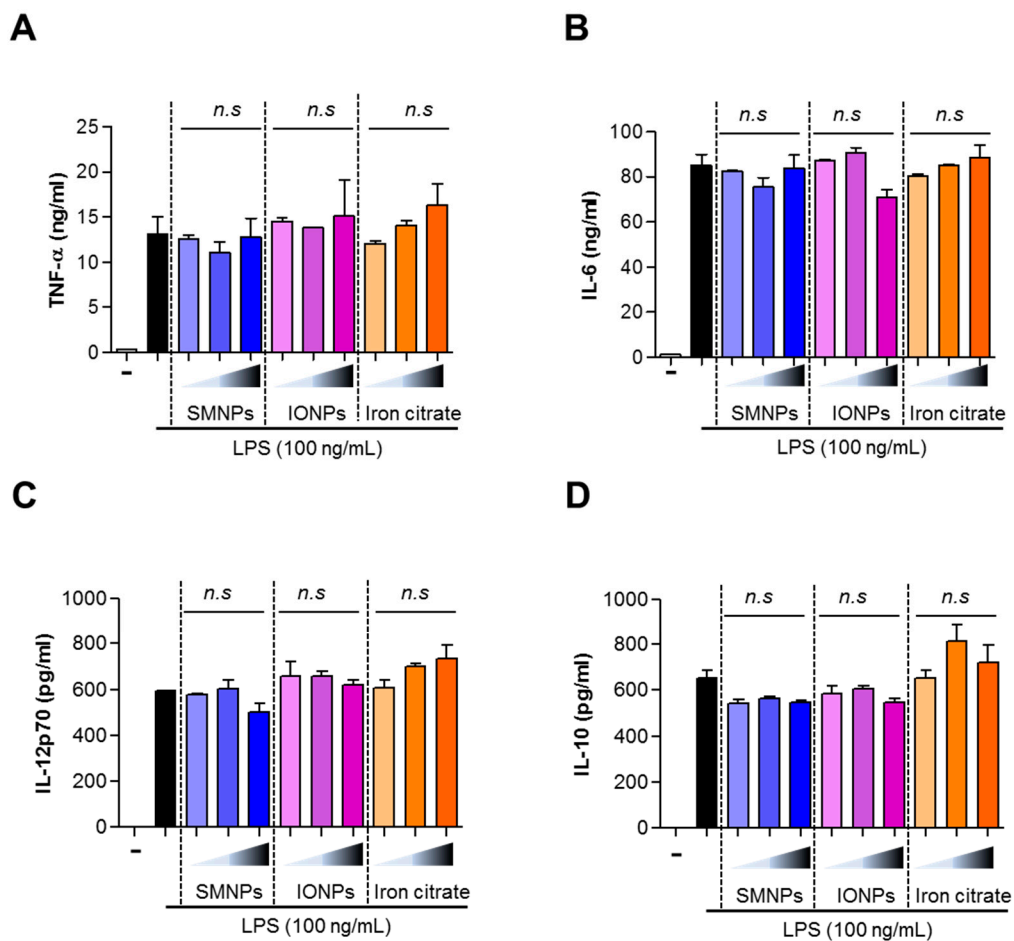 A
n.s n.s n.s
TNF-α (ng/ml)
25
20
15
10
5
0
-
SMNPs IONPs Iron citrate
LPS (100 ng/mL)
B
n.s n.s n.s
IL-6 (ng/ml)
100
80
60
40
20
0
-
SMNPs IONPs Iron citrate
LPS (100 ng/mL)
C
n.s n.s n.s
IL-12p70 (pg/ml)
1000
800
600
400
200
0
-
SMNPs IONPs Iron citrate
LPS (100 ng/mL)
D
n.s n.s n.s
IL-10 (pg/ml)
1000
800
600
400
200
0
-
SMNPs IONPs Iron citrate
LPS (100 ng/mL)